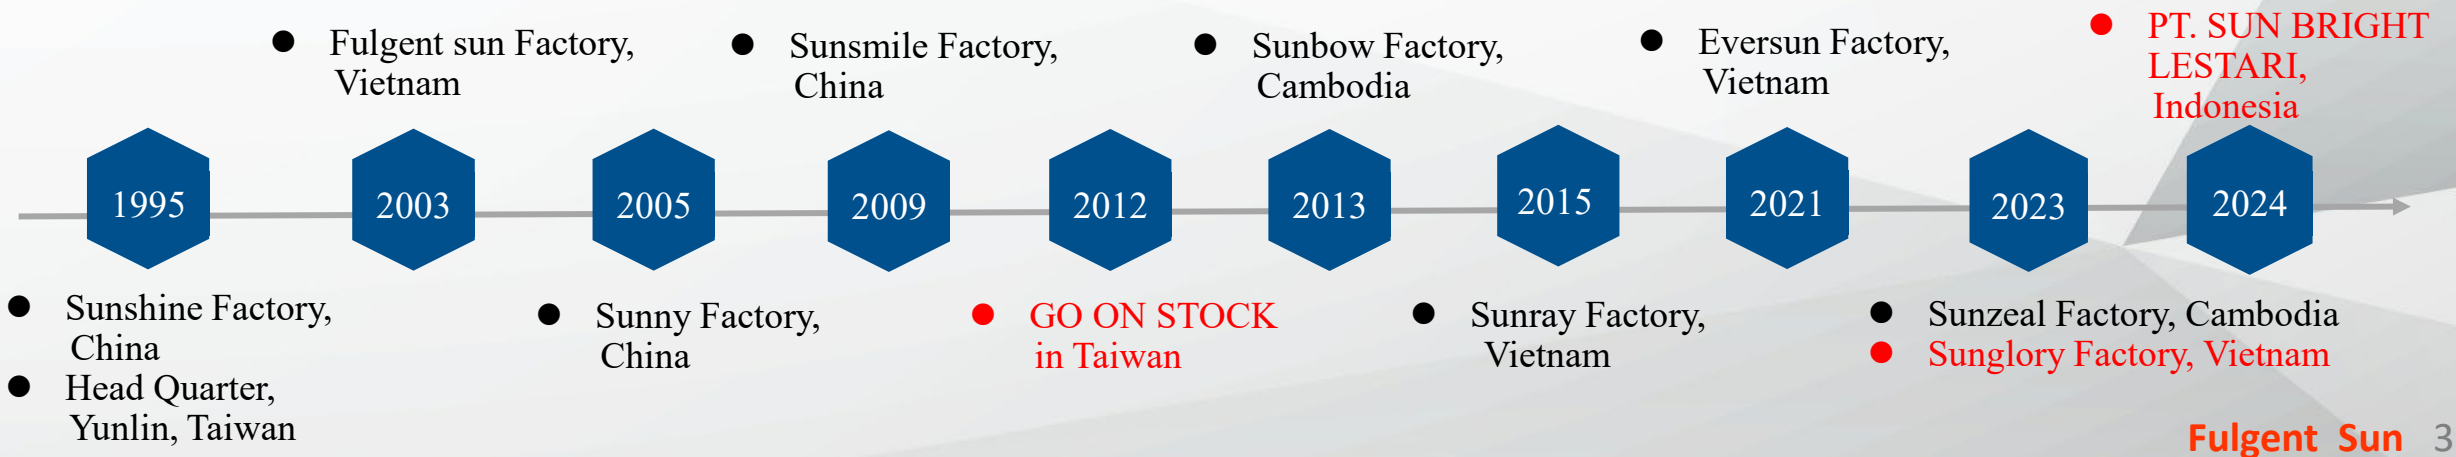 Fulgent sun Factory,
Vietnam
Sunsmile Factory,
China
Sunbow Factory,
Cambodia
Eversun Factory,
Vietnam
PT. SUN BRIGHT
LESTARI,
Indonesia
1995
2003
2005
2009
2012
2013
2015
2021
2023
2024
Sunshine Factory,
China
Head Quarter,
Yunlin, Taiwan
Sunny Factory,
China
GO ON STOCK
in Taiwan
Sunray Factory,
Vietnam
Sunzeal Factory, Cambodia
Sunglory Factory, Vietnam
Fulgent Sun 3